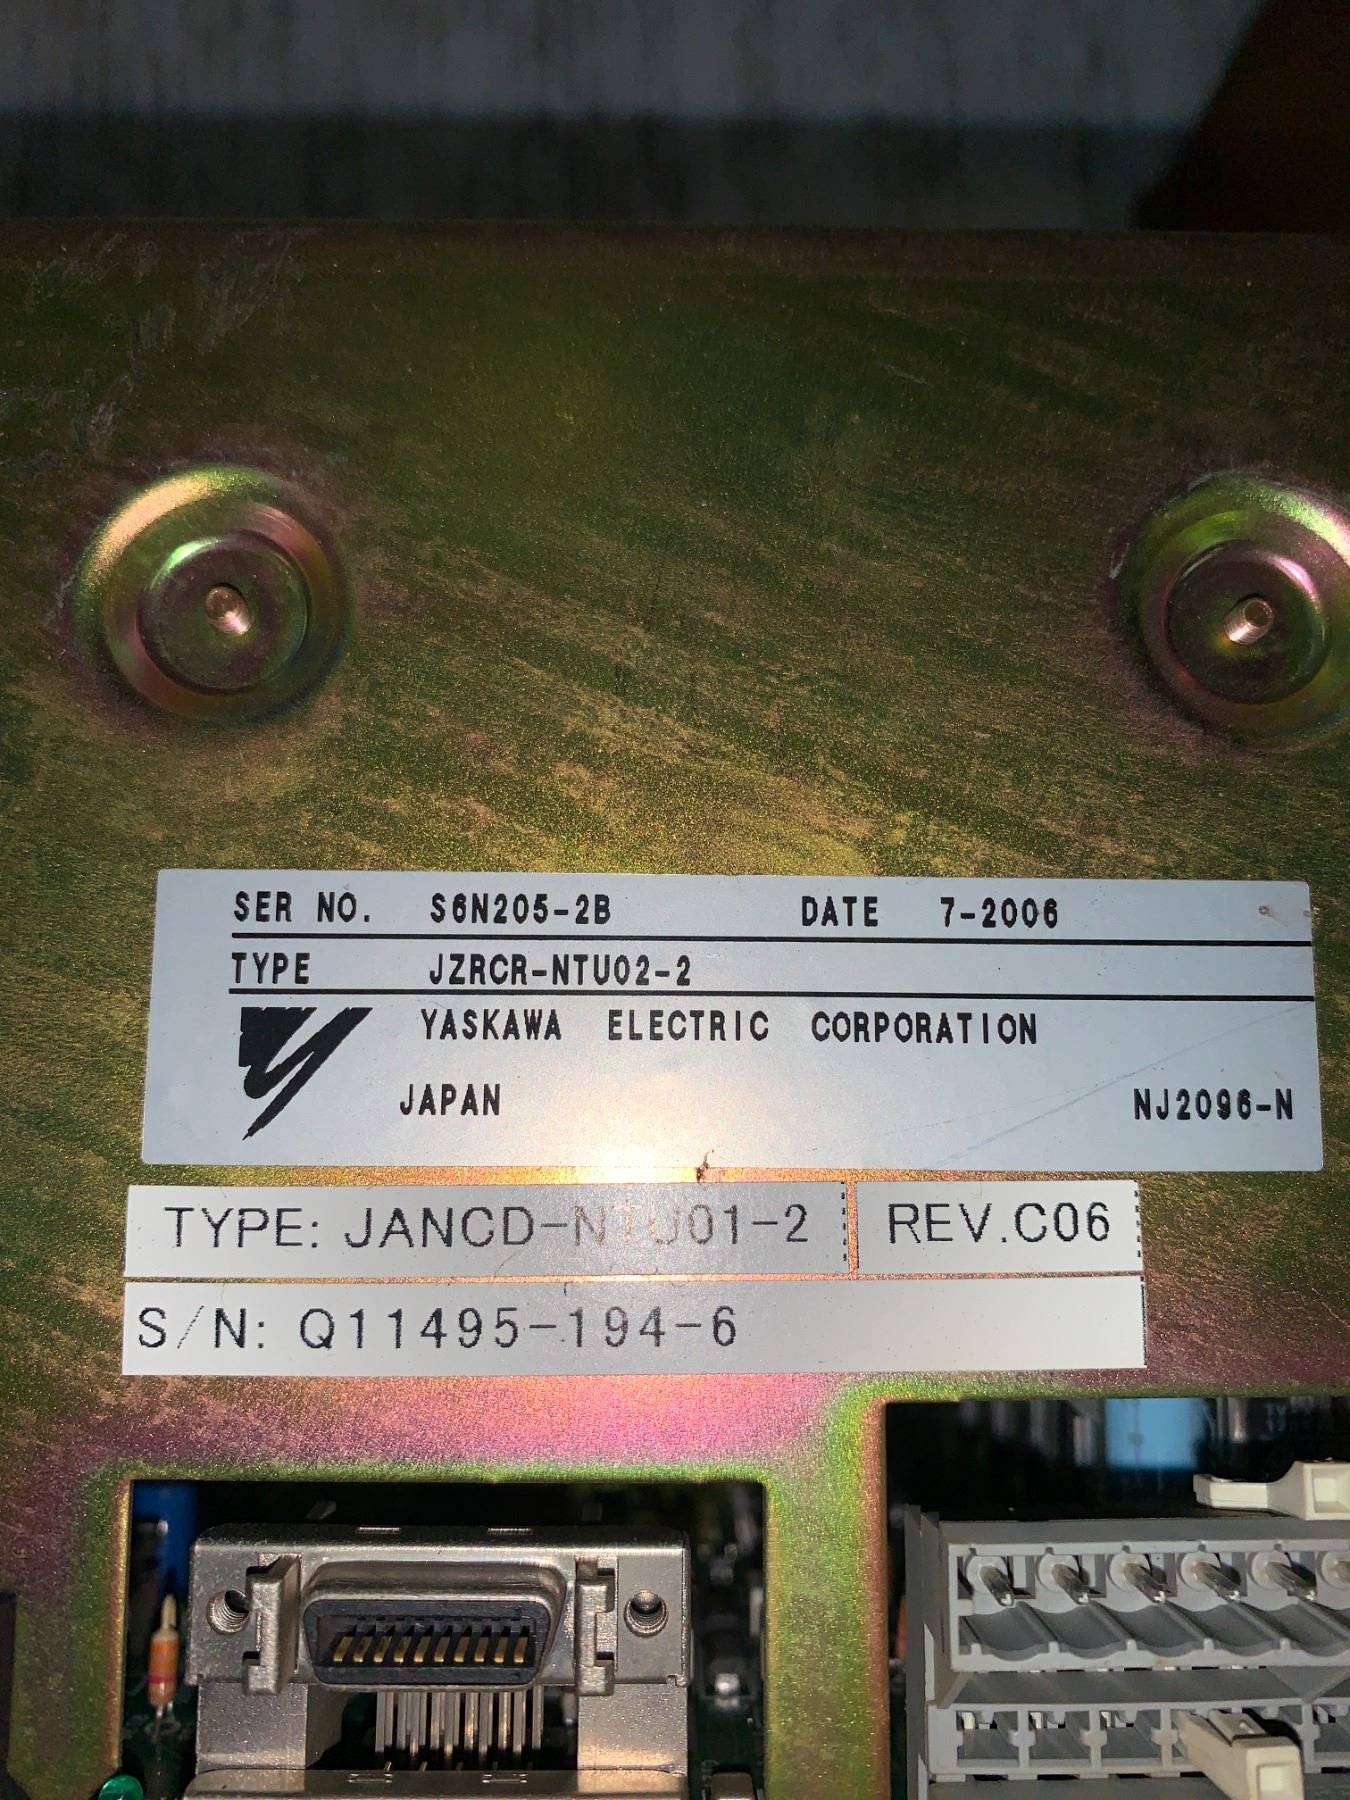 SER NO. S6N205-2B DATE 7-2006
TYPE JZRCR-NTU02-2
YASKAWA ELECTRIC CORPORATION
JAPAN NJ2096-N
TYPE: JANCD-NTU01-2 REV.C06
S/N: Q11495-194-6